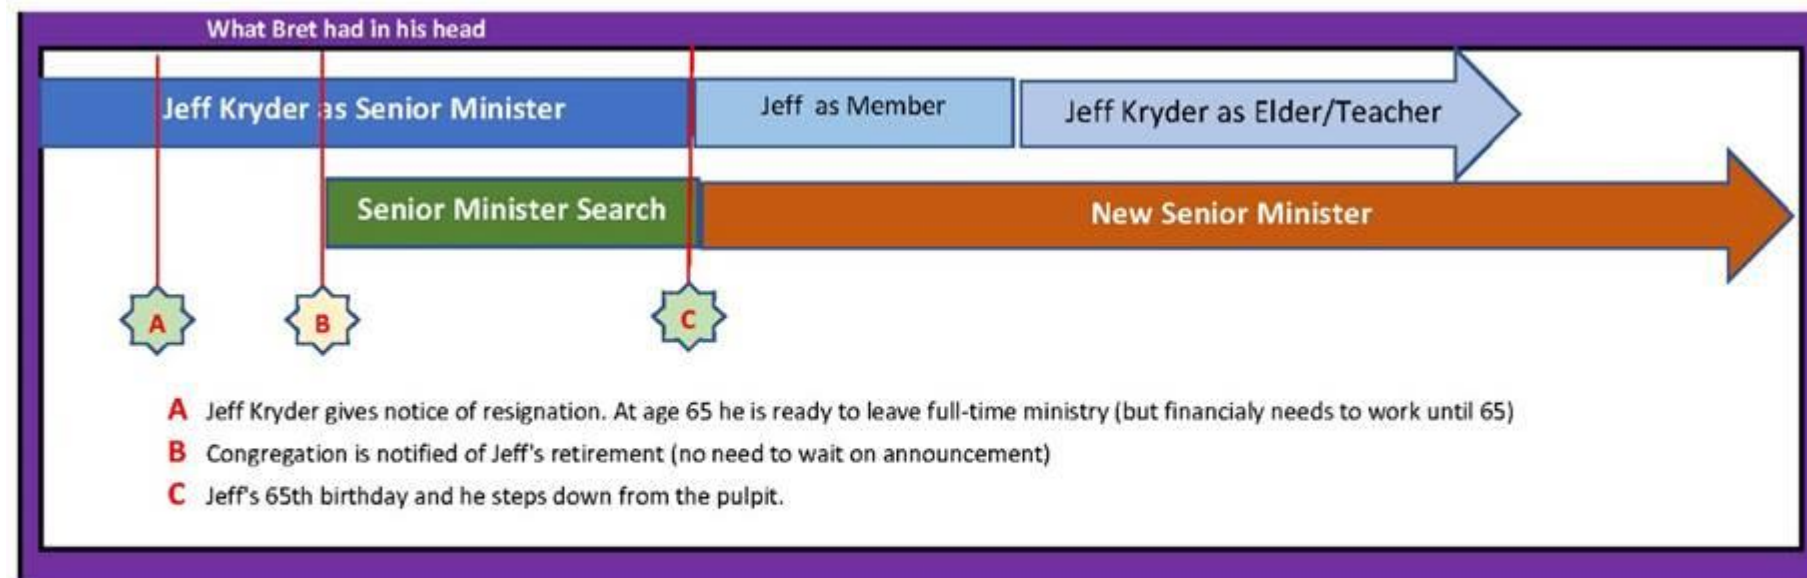 What Bret had in his head
Jeff Kryder as Senior Minister
Jeff as Member
Jeff Kryder as Elder/Teacher
Senior Minister Search
New Senior Minister
A
B
C
A Jeff Kryder gives notice of resignation. At age 65 he is ready to leave full-time ministry (but financialy needs to work until 65)
B Congregation is notified of Jeff's retirement (no need to wait on announcement)
C Jeff's 65th birthday and he steps down from the pulpit.